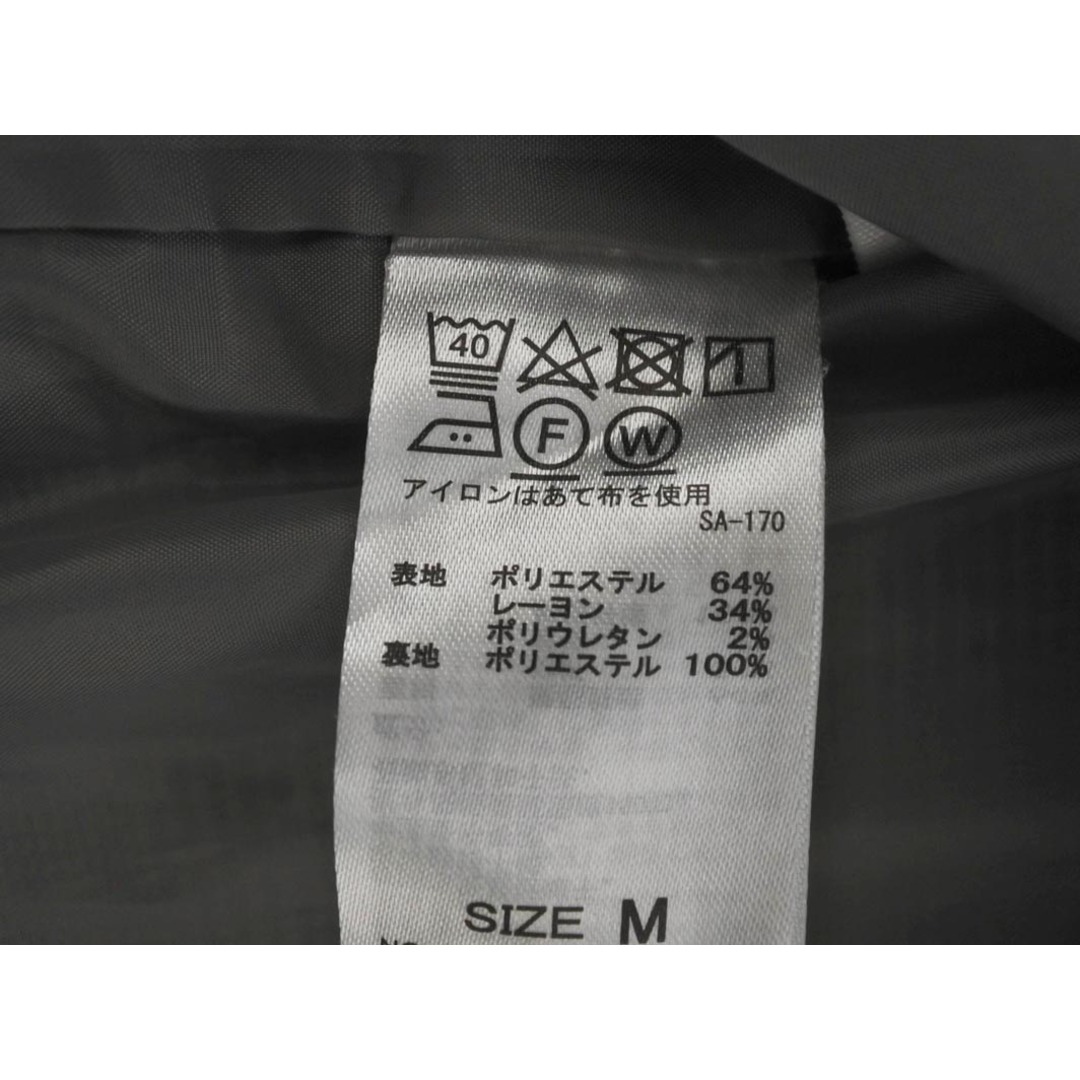 40
F W
アイロンはあて布を使用
SA-170
表地 ポリエステル 64%
レーヨン 34%
ポリウレタン 2%
裏地 ポリエステル 100%
SIZE M